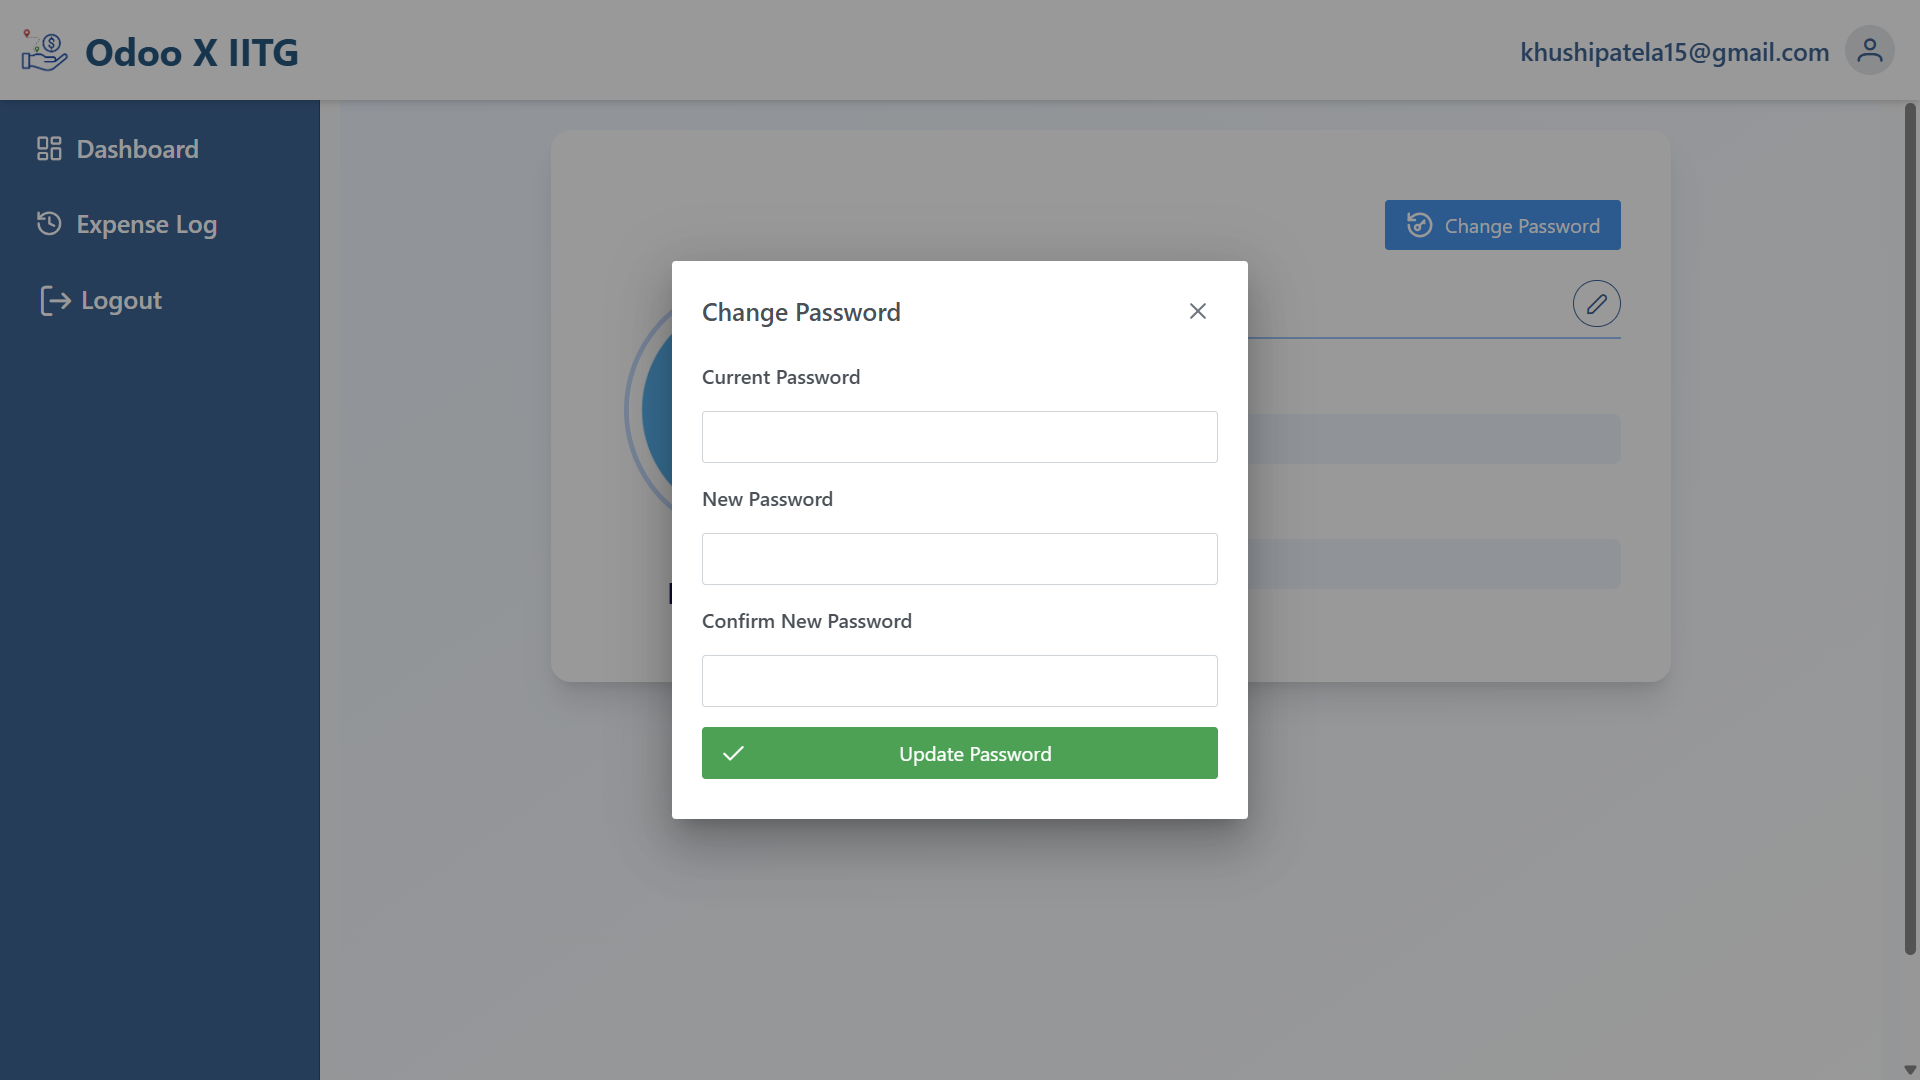 Odoo X IITG
khushipatela15@gmail.com
Dashboard
Expense Log
Logout
Change Password
Change Password
Current Password
New Password
Confirm New Password
Update Password